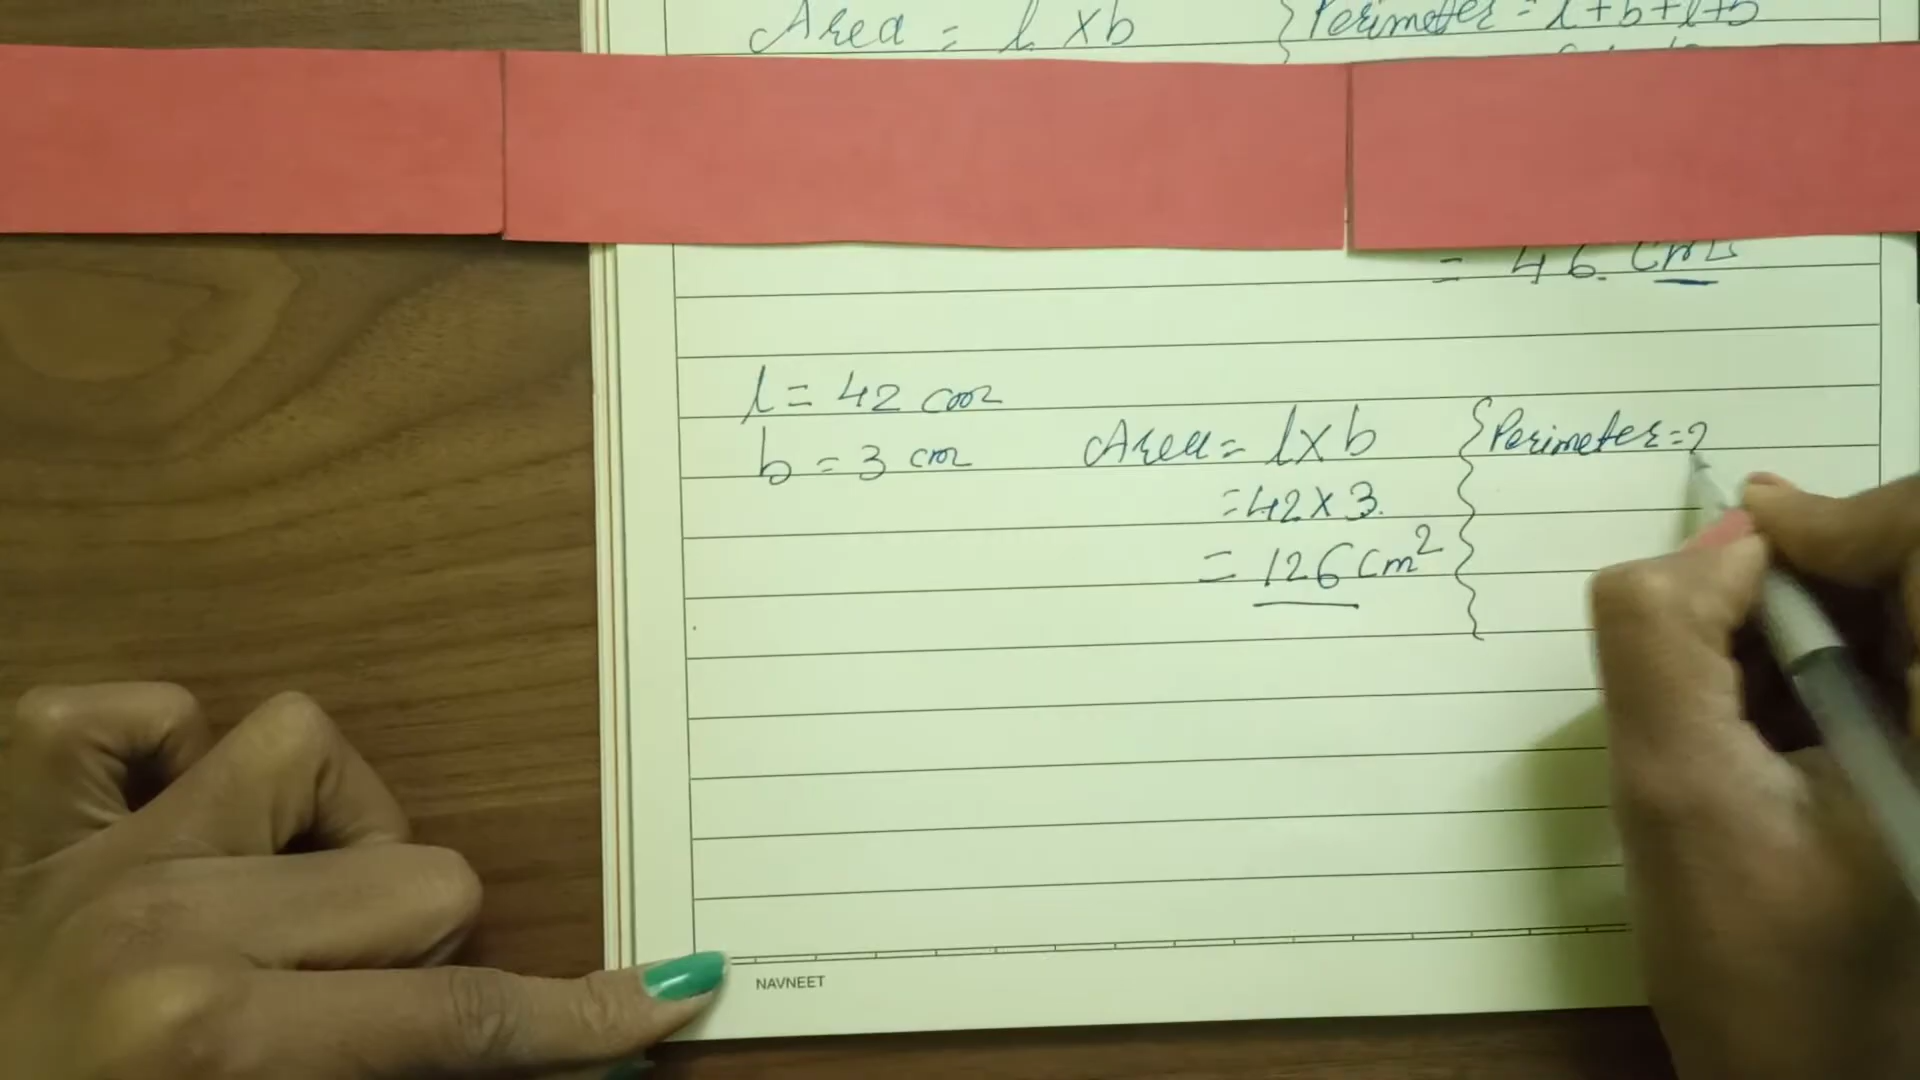 Area = l x b } Perimeter = l+b+l+b
= 46 cm
l = 42 cm
b = 3 cm Area = l x b } Perimeter = 2
= 42 x 3
= 126 cm²
NAVNEET